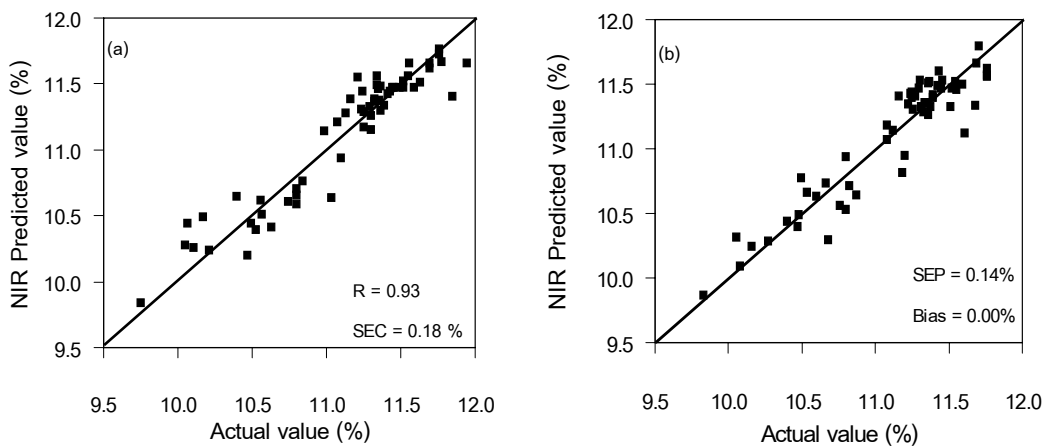 (a)
NIR Predicted value (%)
12.0
11.5
11.0
10.5
10.0
9.5
R = 0.93
SEC = 0.18 %
9.5 10.0 10.5 11.0 11.5 12.0
Actual value (%)
(b)
NIR Predicted value (%)
12.0
11.5
11.0
10.5
10.0
9.5
SEP = 0.14%
Bias = 0.00%
9.5 10.0 10.5 11.0 11.5 12.0
Actual value (%)